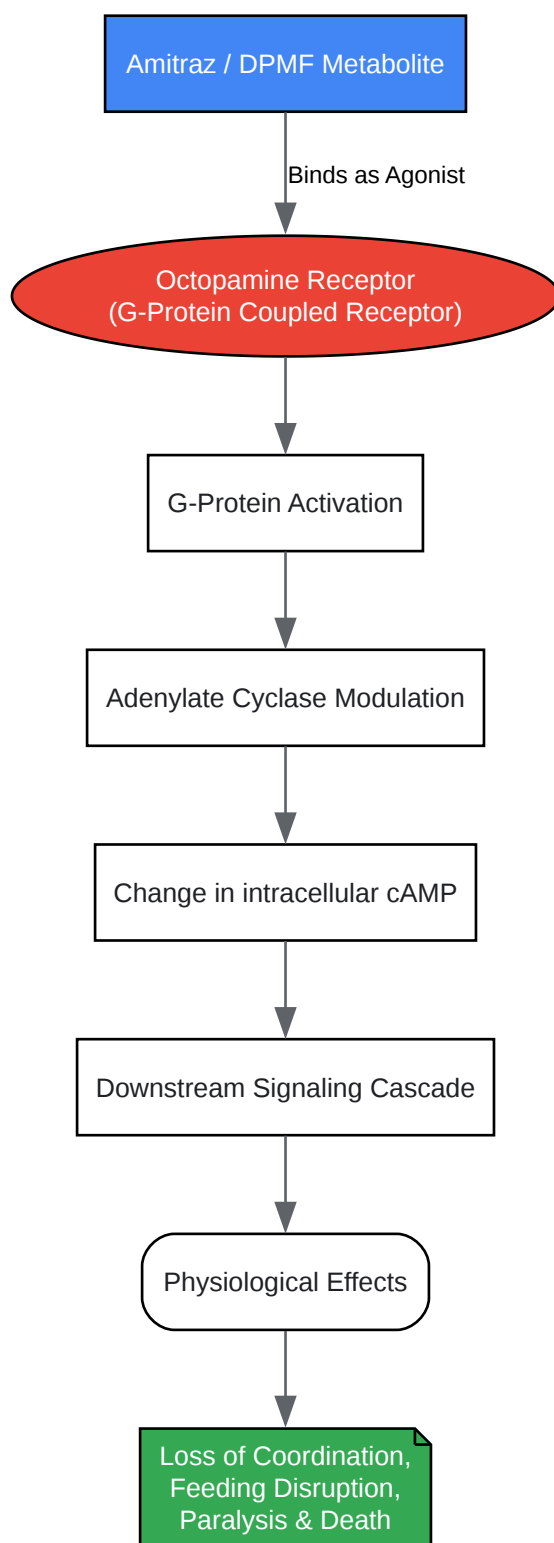 Amitraz / DPMF Metabolite
Binds as Agonist
Octopamine Receptor
(G-Protein Coupled Receptor)
G-Protein Activation
Adenylate Cyclase Modulation
Change in intracellular cAMP
Downstream Signaling Cascade
Physiological Effects
Loss of Coordination,
Feeding Disruption,
Paralysis & Death